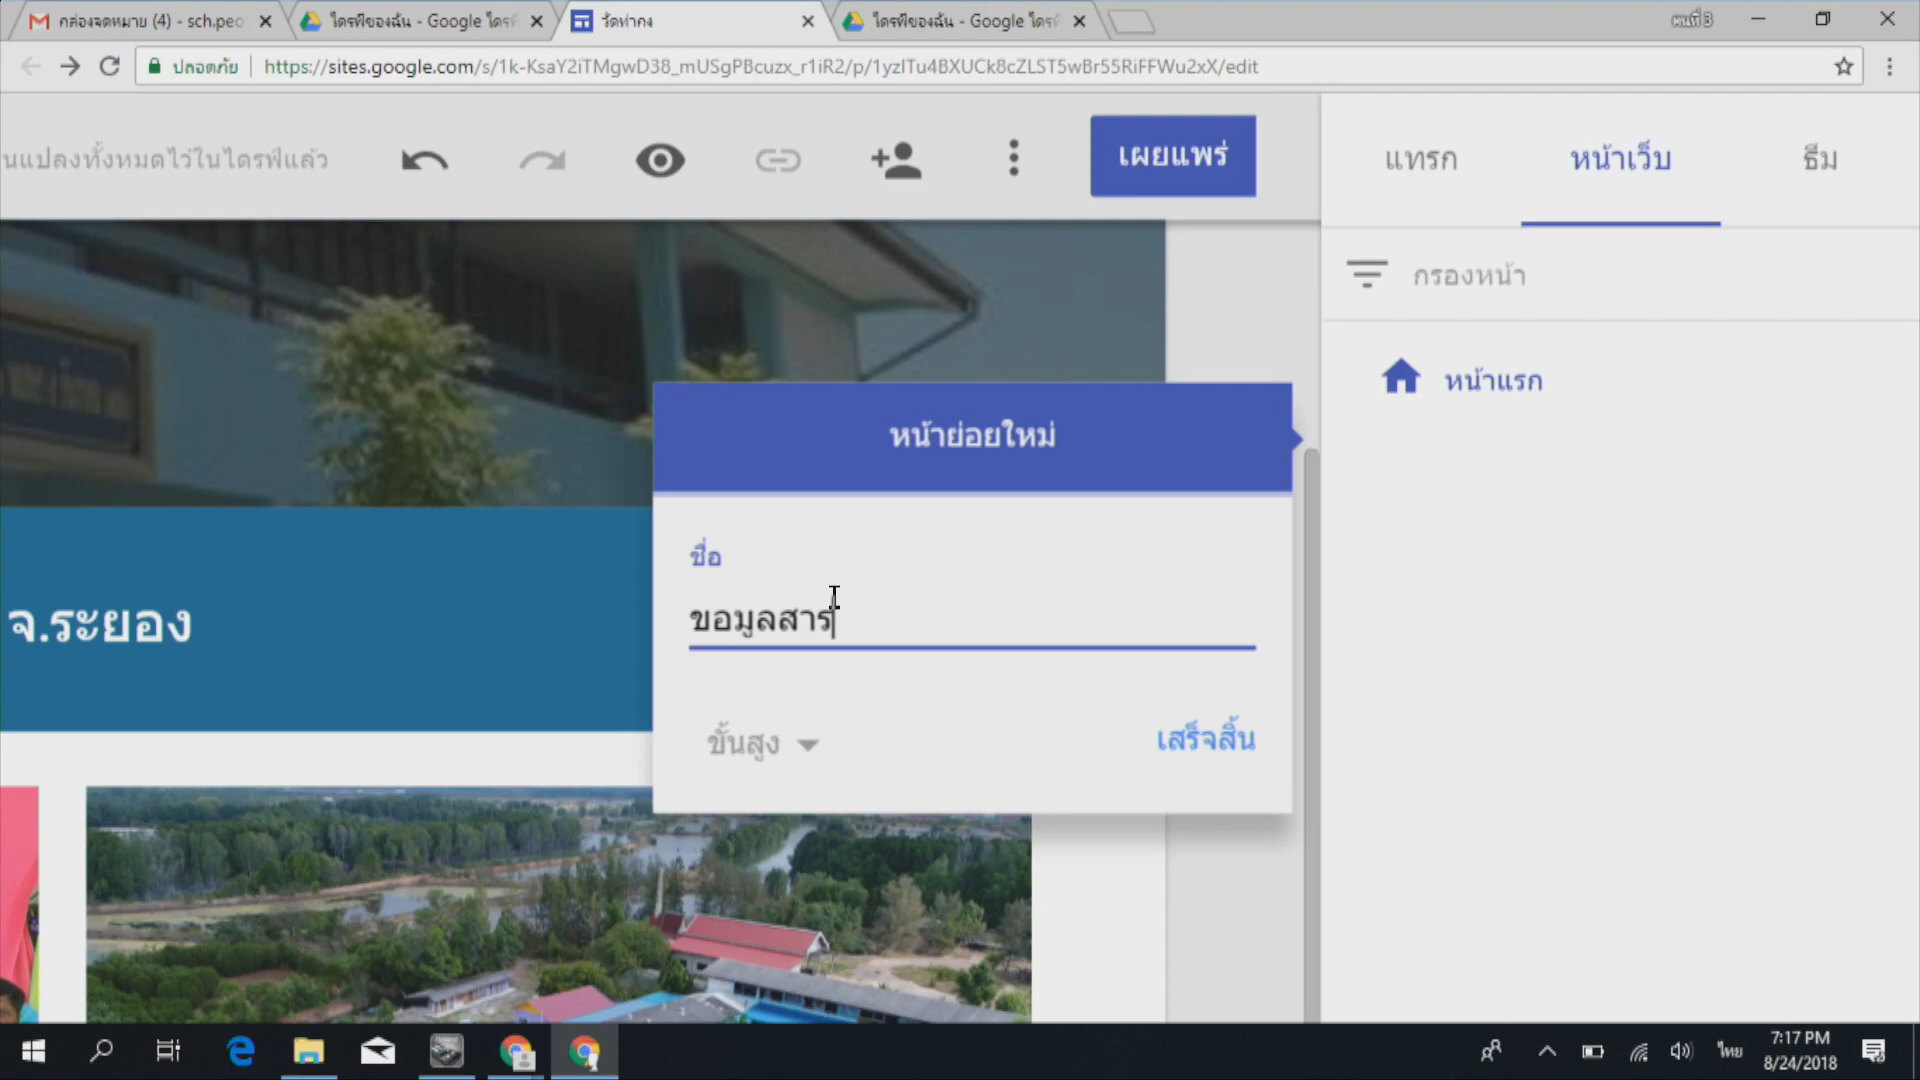 กล่องจดหมาย (4) - sch.peo
ไดรฟ์ของฉัน - Google ไดรฟ์
วัดท่ากง
ไดรฟ์ของฉัน - Google ไดรฟ์
คนที่ 3
ปลอดภัย
https://sites.google.com/s/1k-KsaY2iTMgwD38_mUSgPBcuzx_r1iR2/p/1yzITu4BXUCk8cZLST5wBr55RiFFWu2xX/edit
นแปลงทั้งหมดไว้ในไดรฟ์แล้ว
เผยแพร่
แทรก
หน้าเว็บ
ธีม
กรองหน้า
หน้าแรก
หน้าย่อยใหม่
ชื่อ
ขอมูลสาร
ขั้นสูง
เสร็จสิ้น
จ.ระยอง
ไทย
7:17 PM
8/24/2018